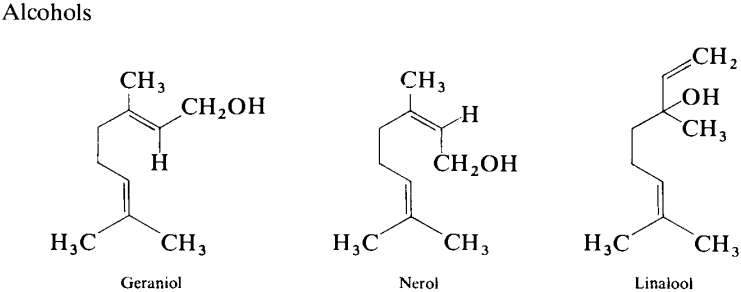 Alcohols
CH3
CH2OH
H
H3C
CH3
Geraniol
CH3
H
CH2OH
H3C
CH3
Nerol
CH2
OH
CH3
H3C
CH3
Linalool